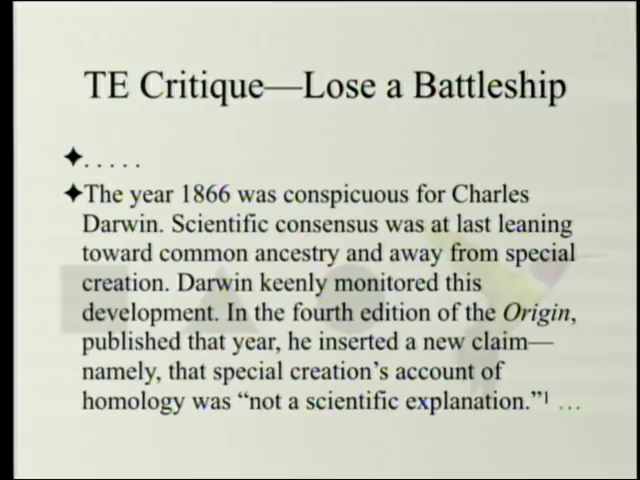 TE Critique—Lose a Battleship
✦. . . . .
✦The year 1866 was conspicuous for Charles
Darwin. Scientific consensus was at last leaning
toward common ancestry and away from special
creation. Darwin keenly monitored this
development. In the fourth edition of the Origin,
published that year, he inserted a new claim—
namely, that special creation’s account of
homology was “not a scientific explanation.”¹ …